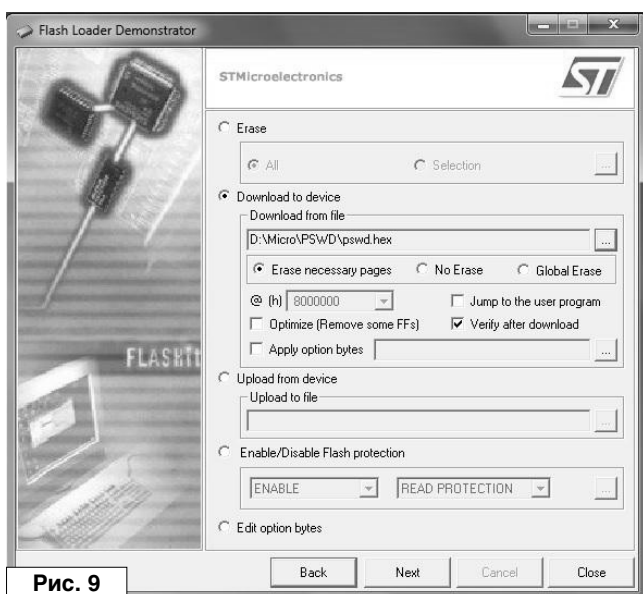 Flash Loader Demonstrator
STMicroelectronics
ST
Erase
All Selection ...
Download to device
Download from file
D:\Micro\PSWD\pswd.hex ...
Erase necessary pages No Erase Global Erase
@ (h) 8000000 Jump to the user program
Optimize (Remove some FFs) Verify after download
Apply option bytes ...
Upload from device
Upload to file
...
Enable/Disable Flash protection
ENABLE READ PROTECTION ...
Edit option bytes
Back Next Cancel Close
Рис. 9